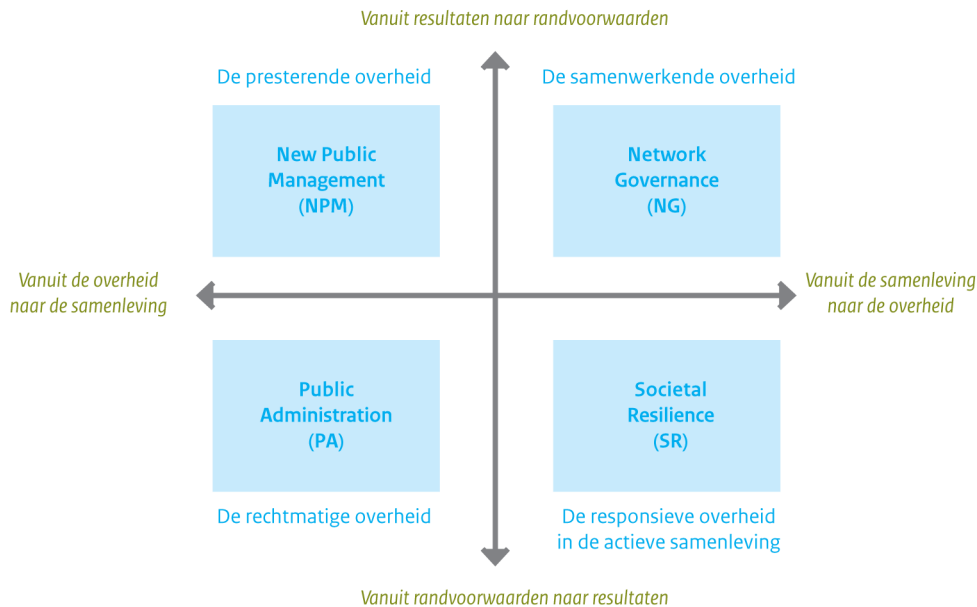 Vanuit resultaten naar randvoorwaarden
De presterende overheid
De samenwerkende overheid
New Public
Management
(NPM)
Network
Governance
(NG)
Vanuit de overheid
naar de samenleving
Vanuit de samenleving
naar de overheid
Public
Administration
(PA)
Societal
Resilience
(SR)
De rechtmatige overheid
De responsieve overheid
in de actieve samenleving
Vanuit randvoorwaarden naar resultaten